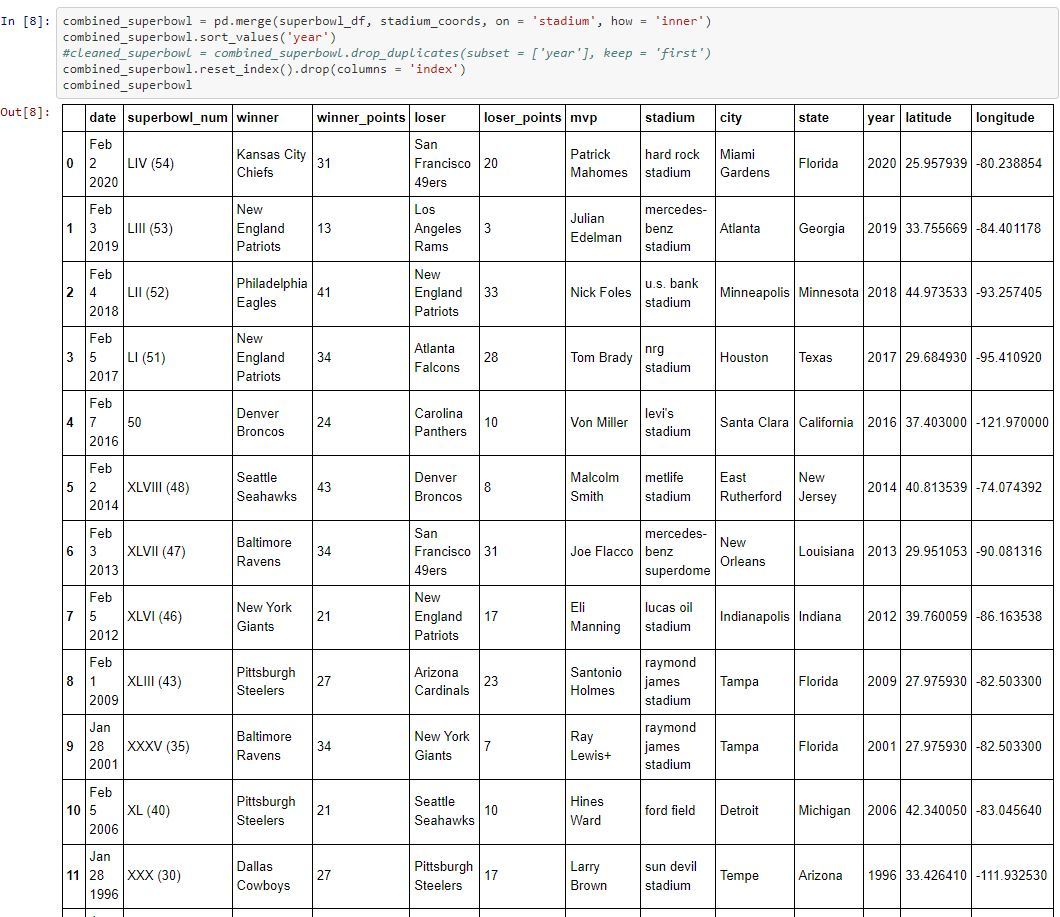 In [8]: combined_superbowl = pd.merge(superbowl_df, stadium_coords, on = 'stadium', how = 'inner')
combined_superbowl.sort_values('year')
#cleaned_superbowl = combined_superbowl.drop_duplicates(subset = ['year'], keep = 'first')
combined_superbowl.reset_index().drop(columns = 'index')
combined_superbowl
Out[8]:
date superbowl_num winner winner_points loser loser_points mvp stadium city state year latitude longitude
0 Feb 2 2020 LIV (54) Kansas City Chiefs 31 San Francisco 49ers 20 Patrick Mahomes hard rock stadium Miami Gardens Florida 2020 25.957939 -80.238854
1 Feb 3 2019 LIII (53) New England Patriots 13 Los Angeles Rams 3 Julian Edelman mercedes-benz stadium Atlanta Georgia 2019 33.755669 -84.401178
2 Feb 4 2018 LII (52) Philadelphia Eagles 41 New England Patriots 33 Nick Foles u.s. bank stadium Minneapolis Minnesota 2018 44.973533 -93.257405
3 Feb 5 2017 LI (51) New England Patriots 34 Atlanta Falcons 28 Tom Brady nrg stadium Houston Texas 2017 29.684930 -95.410920
4 Feb 7 2016 50 Denver Broncos 24 Carolina Panthers 10 Von Miller levi's stadium Santa Clara California 2016 37.403000 -121.970000
5 Feb 2 2014 XLVIII (48) Seattle Seahawks 43 Denver Broncos 8 Malcolm Smith metlife stadium East Rutherford New Jersey 2014 40.813539 -74.074392
6 Feb 3 2013 XLVII (47) Baltimore Ravens 34 San Francisco 49ers 31 Joe Flacco mercedes-benz superdome New Orleans Louisiana 2013 29.951053 -90.081316
7 Feb 5 2012 XLVI (46) New York Giants 21 New England Patriots 17 Eli Manning lucas oil stadium Indianapolis Indiana 2012 39.760059 -86.163538
8 Feb 1 2009 XLIII (43) Pittsburgh Steelers 27 Arizona Cardinals 23 Santonio Holmes raymond james stadium Tampa Florida 2009 27.975930 -82.503300
9 Jan 28 2001 XXXV (35) Baltimore Ravens 34 New York Giants 7 Ray Lewis+ raymond james stadium Tampa Florida 2001 27.975930 -82.503300
10 Feb 5 2006 XL (40) Pittsburgh Steelers 21 Seattle Seahawks 10 Hines Ward ford field Detroit Michigan 2006 42.340050 -83.045640
11 Jan 28 1996 XXX (30) Dallas Cowboys 27 Pittsburgh Steelers 17 Larry Brown sun devil stadium Tempe Arizona 1996 33.426410 -111.932530